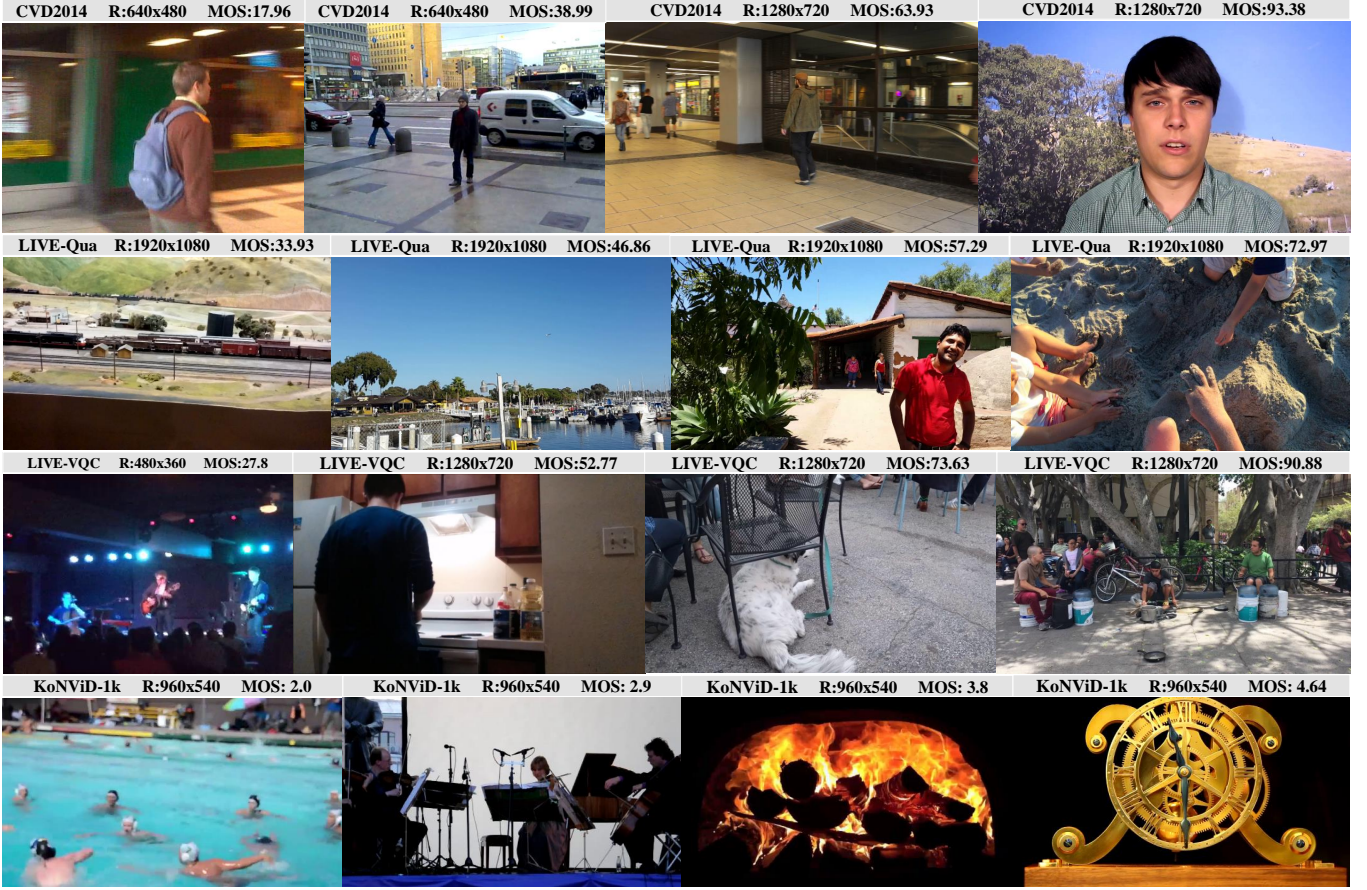 CVD2014 R:640x480 MOS:17.96
CVD2014 R:640x480 MOS:38.99
CVD2014 R:1280x720 MOS:63.93
CVD2014 R:1280x720 MOS:93.38
LIVE-Qua R:1920x1080 MOS:33.93
LIVE-Qua R:1920x1080 MOS:46.86
LIVE-Qua R:1920x1080 MOS:57.29
LIVE-Qua R:1920x1080 MOS:72.97
LIVE-VQC R:480x360 MOS:27.8
LIVE-VQC R:1280x720 MOS:52.77
LIVE-VQC R:1280x720 MOS:73.63
LIVE-VQC R:1280x720 MOS:90.88
KoNViD-1k R:960x540 MOS: 2.0
KoNViD-1k R:960x540 MOS: 2.9
KoNViD-1k R:960x540 MOS: 3.8
KoNViD-1k R:960x540 MOS: 4.64